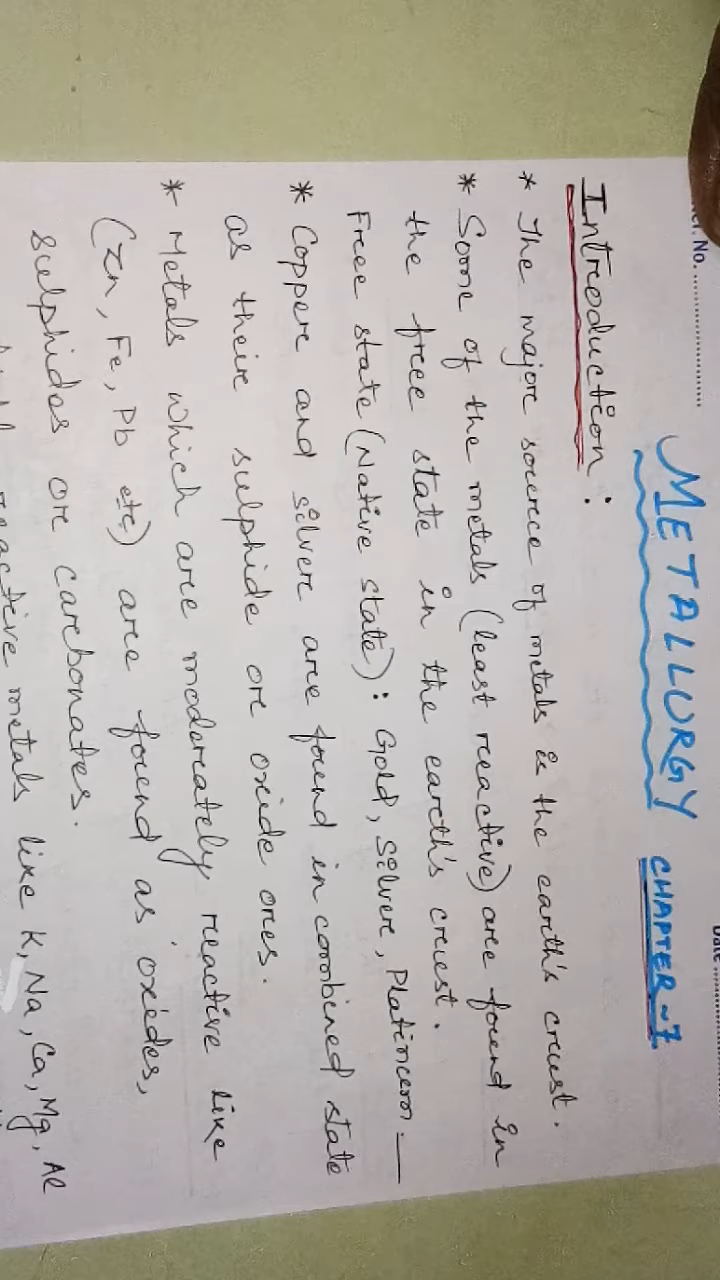 No. ..................
Date ..................
METALLURGY CHAPTER-7
Introduction :
* The major source of metals is the earth's crust.
* Some of the metals (least reactive) are found in
the free state in the earth's crust.
Free state (Native state) : Gold, Silver, Platinum —
* Copper and silver are found in combined state
as their sulphide or oxide ores.
* Metals which are moderately reactive like
(Zn, Fe, Pb etc) are found as oxides,
sulphides or carbonates.
reactive metals like K, Na, Ca, Mg, Al